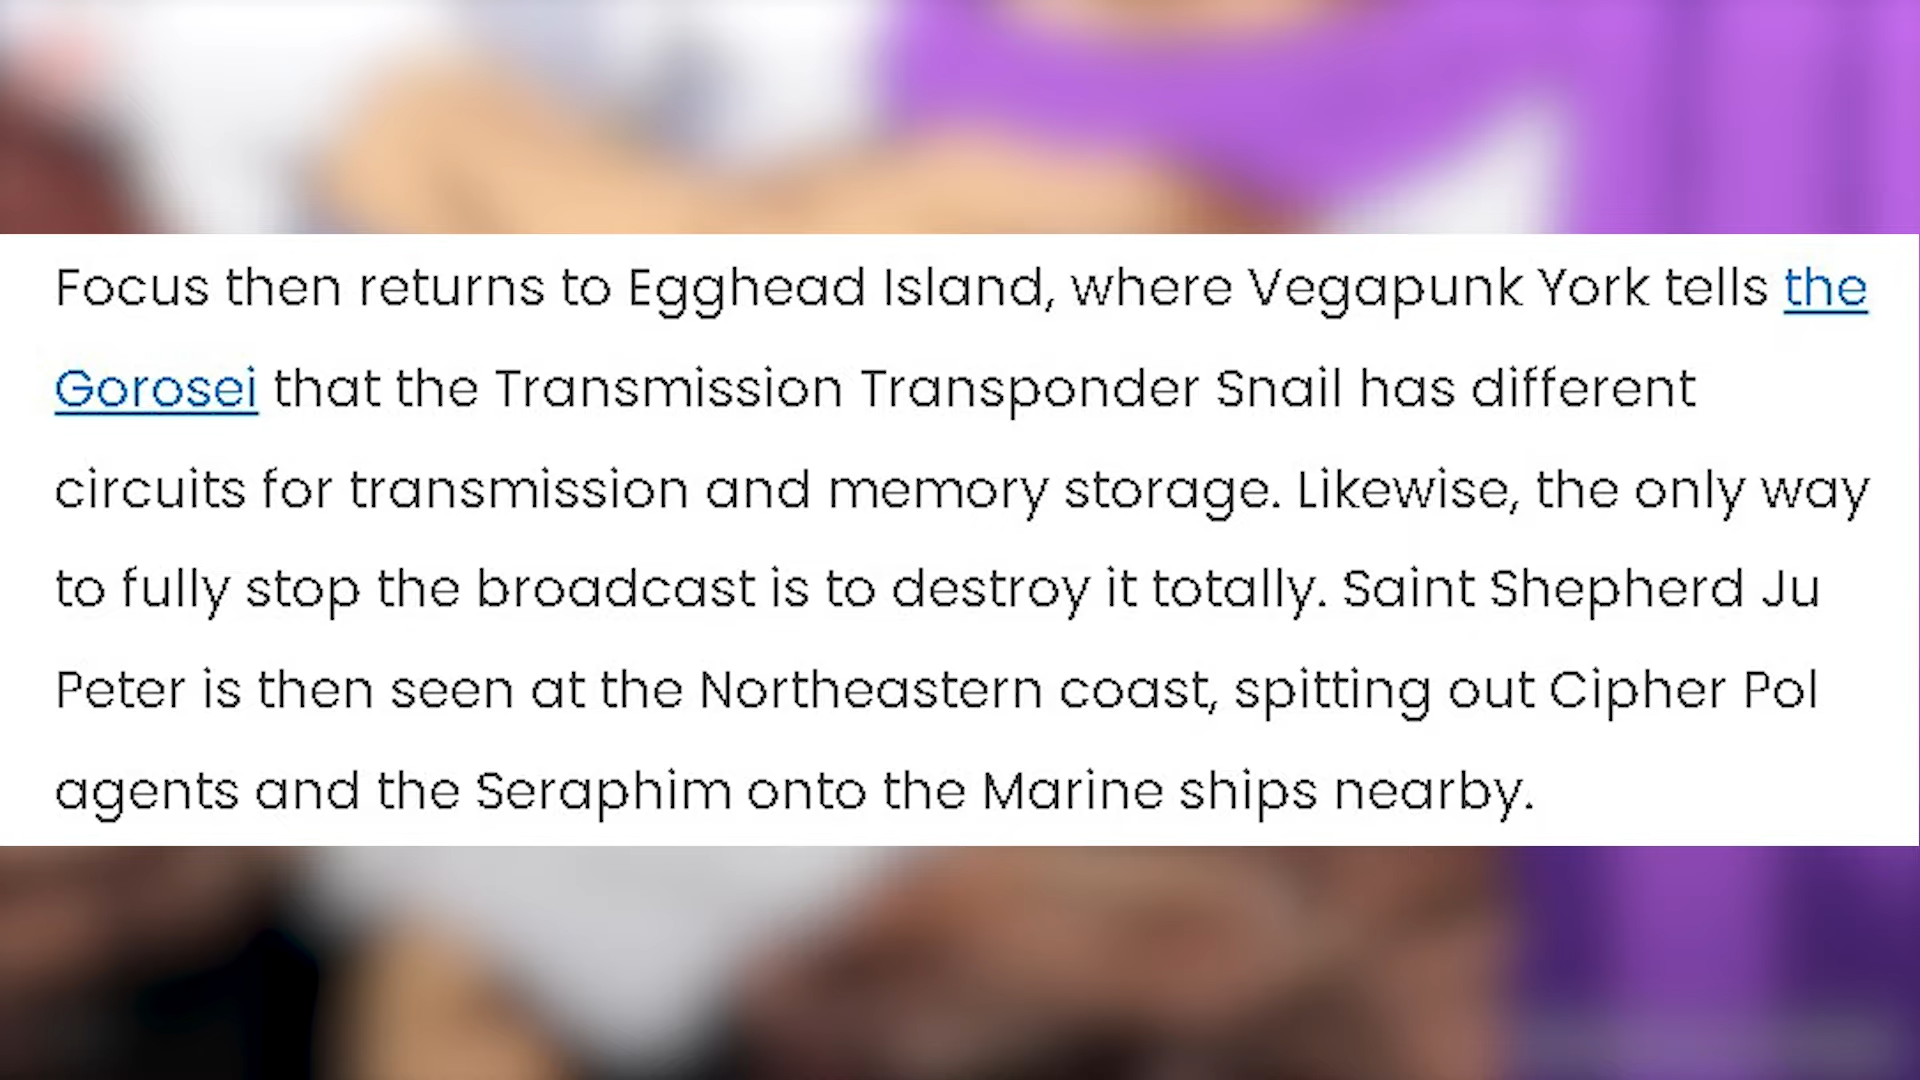 Focus then returns to Egghead Island, where Vegapunk York tells the
Gorosei that the Transmission Transponder Snail has different
circuits for transmission and memory storage. Likewise, the only way
to fully stop the broadcast is to destroy it totally. Saint Shepherd Ju
Peter is then seen at the Northeastern coast, spitting out Cipher Pol
agents and the Seraphim onto the Marine ships nearby.